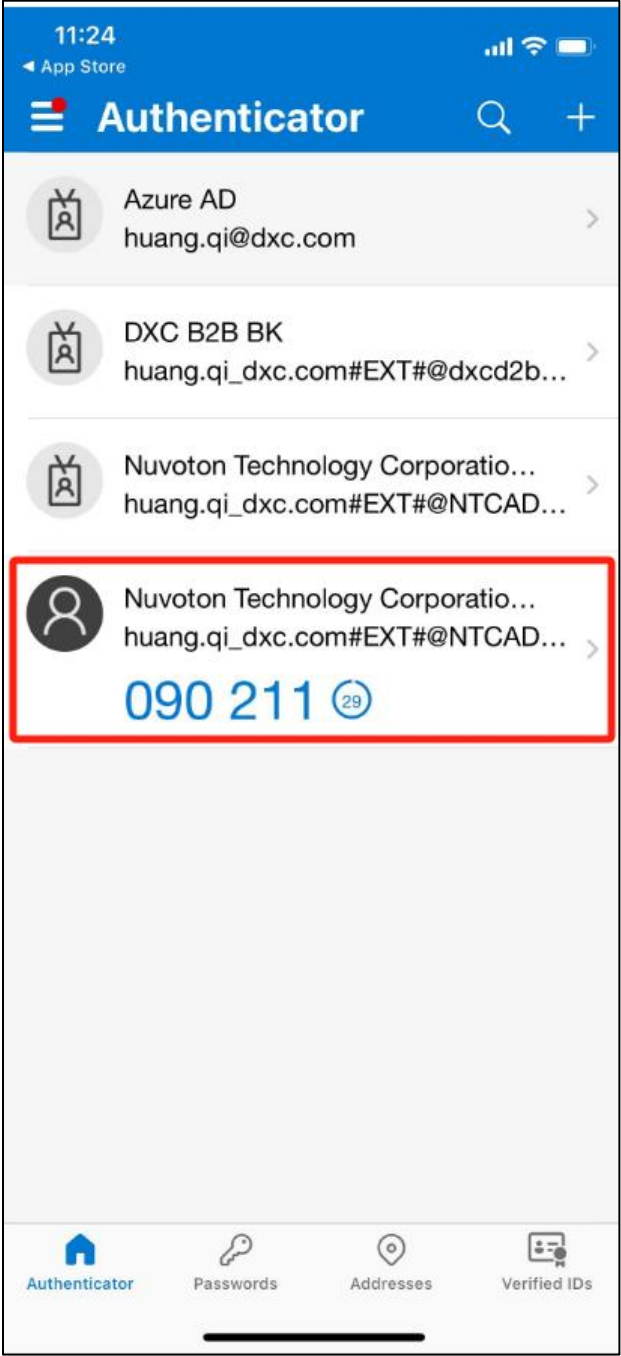 11:24
◀ App Store
Authenticator
Azure AD
huang.qi@dxc.com
DXC B2B BK
huang.qi_dxc.com#EXT#@dxcd2b...
Nuvoton Technology Corporatio...
huang.qi_dxc.com#EXT#@NTCAD...
Nuvoton Technology Corporatio...
huang.qi_dxc.com#EXT#@NTCAD...
090 211 29
Authenticator Passwords Addresses Verified IDs